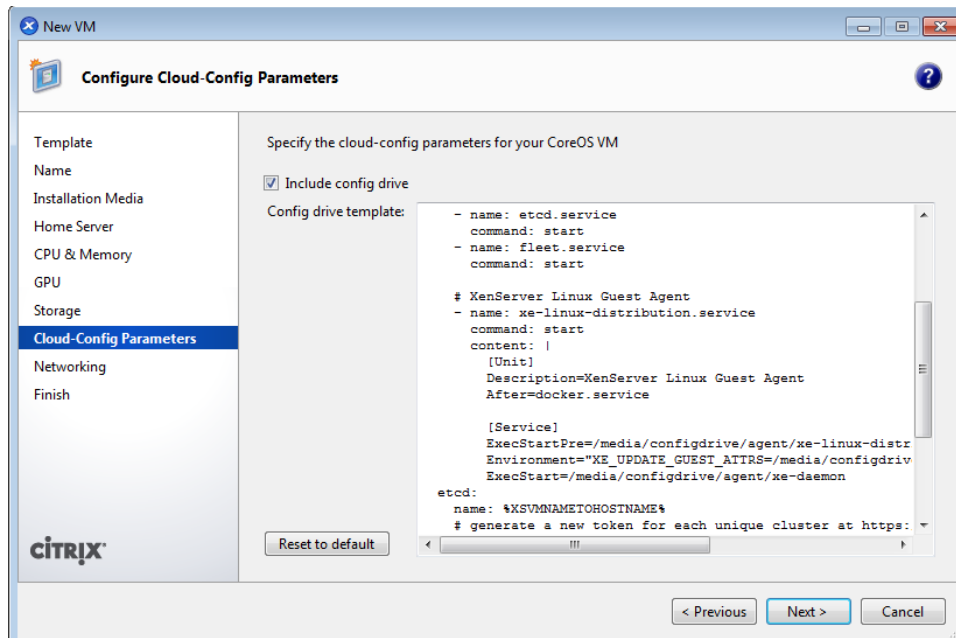 New VM
Configure Cloud-Config Parameters
?
Template
Name
Installation Media
Home Server
CPU & Memory
GPU
Storage
Cloud-Config Parameters
Networking
Finish
CİTRIX
Specify the cloud-config parameters for your CoreOS VM
Include config drive
Config drive template:
- name: etcd.service
command: start
- name: fleet.service
command: start
# XenServer Linux Guest Agent
- name: xe-linux-distribution.service
command: start
content: |
[Unit]
Description=XenServer Linux Guest Agent
After=docker.service
[Service]
ExecStartPre=/media/configdrive/agent/xe-linux-distr
Environment="XE_UPDATE_GUEST_ATTRS=/media/configdriv
ExecStart=/media/configdrive/agent/xe-daemon
etcd:
name: %XSVMNAMETOHOSTNAME%
# generate a new token for each unique cluster at https:
Reset to default
< Previous
Next >
Cancel